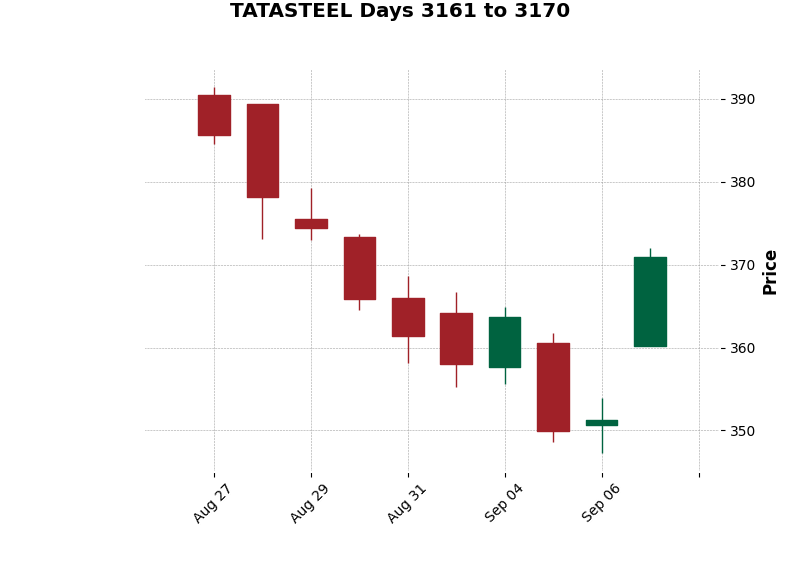 TATASTEEL Days 3161 to 3170
390
380
370
360
350
Price
Aug 27
Aug 29
Aug 31
Sep 04
Sep 06